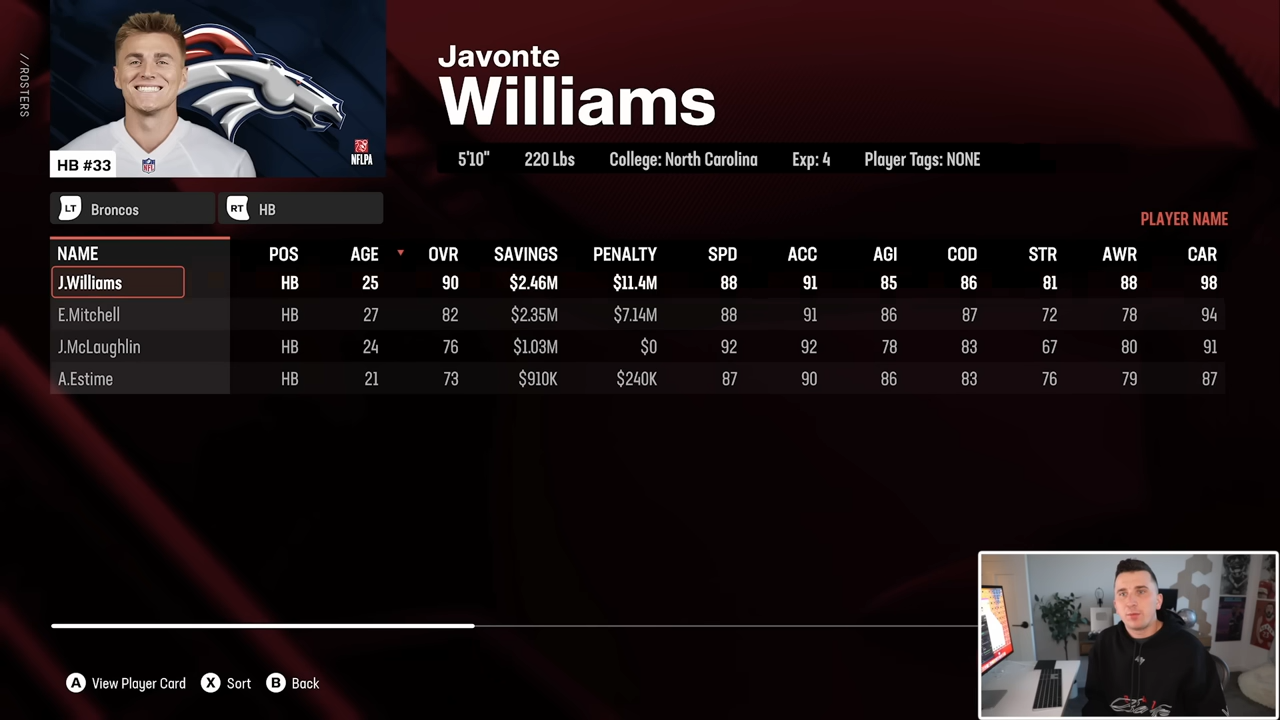 //ROSTERS
HB #33
NFL
NFLPA
Javonte
Williams
5'10" 220 Lbs College: North Carolina Exp: 4 Player Tags: NONE
LT Broncos RT HB
PLAYER NAME
NAME POS AGE OVR SAVINGS PENALTY SPD ACC AGI COD STR AWR CAR
J.Williams HB 25 90 $2.46M $11.4M 88 91 85 86 81 88 98
E.Mitchell HB 27 82 $2.35M $7.14M 88 91 86 87 72 78 94
J.McLaughlin HB 24 76 $1.03M $0 92 92 78 83 67 80 91
A.Estime HB 21 73 $910K $240K 87 90 86 83 76 79 87
A View Player Card X Sort B Back